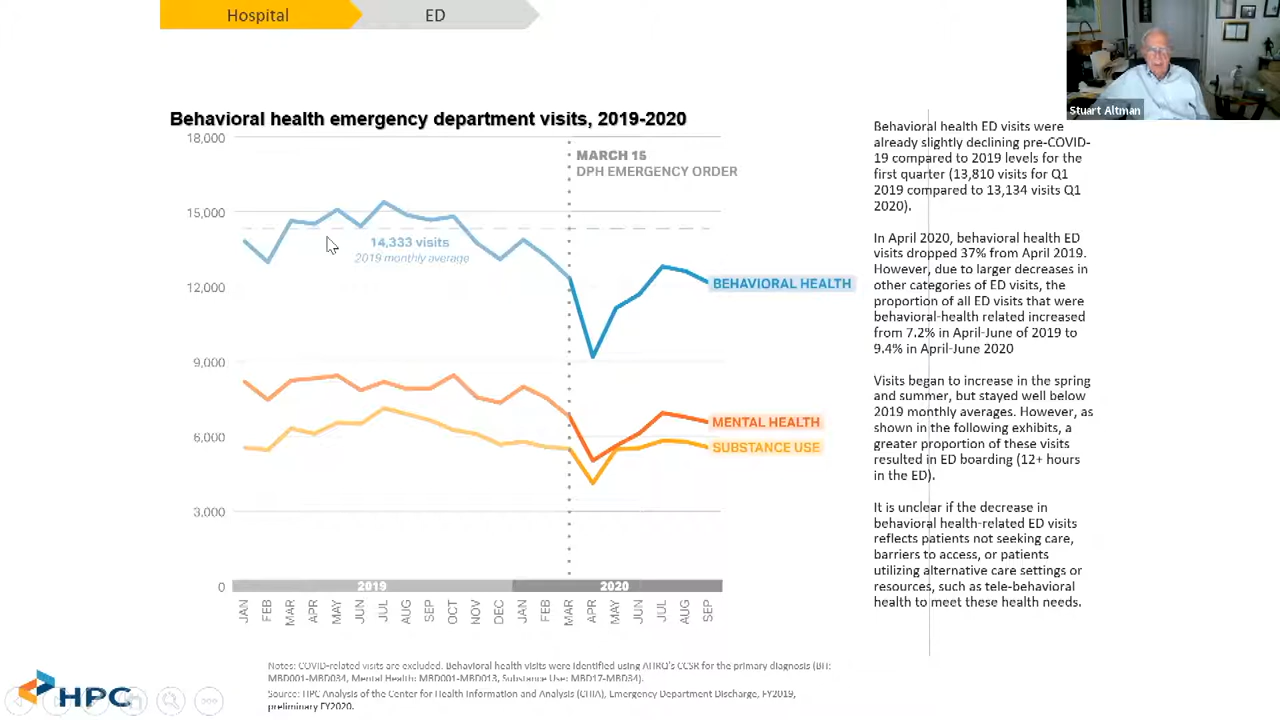 Hospital
ED
Stuart Altman
Behavioral health emergency department visits, 2019-2020
18,000
15,000
12,000
9,000
6,000
3,000
0
MARCH 15
DPH EMERGENCY ORDER
14,333 visits
2019 monthly average
BEHAVIORAL HEALTH
MENTAL HEALTH
SUBSTANCE USE
2019
2020
JAN FEB MAR APR MAY JUN JUL AUG SEP OCT NOV DEC JAN FEB MAR APR MAY JUN JUL AUG SEP
Behavioral health ED visits were
already slightly declining pre-COVID-
19 compared to 2019 levels for the
first quarter (13,810 visits for Q1
2019 compared to 13,134 visits Q1
2020).
In April 2020, behavioral health ED
visits dropped 37% from April 2019.
However, due to larger decreases in
other categories of ED visits, the
proportion of all ED visits that were
behavioral-health related increased
from 7.2% in April-June of 2019 to
9.4% in April-June 2020
Visits began to increase in the spring
and summer, but stayed well below
2019 monthly averages. However, as
shown in the following exhibits, a
greater proportion of these visits
resulted in ED boarding (12+ hours
in the ED).
It is unclear if the decrease in
behavioral health-related ED visits
reflects patients not seeking care,
barriers to access, or patients
utilizing alternative care settings or
resources, such as tele-behavioral
health to meet these health needs.
Notes: COVID-related visits are excluded. Behavioral health visits were identified using AHRQ's CCSR for the primary diagnosis (BH:
MBD001-MBD034, Mental Health: MBD001-MBD013, Substance Use: MBD17-MBD34).
Source: HPC Analysis of the Center for Health Information and Analysis (CHIA), Emergency Department Discharge, FY2019,
preliminary FY2020.
HPC